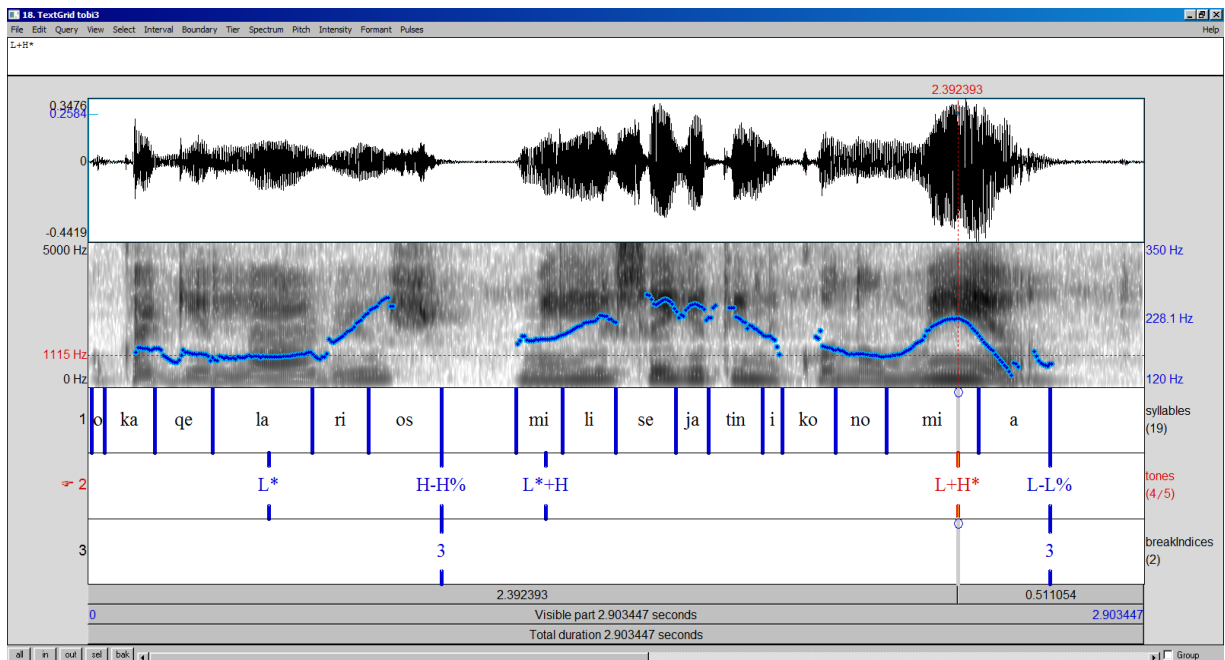 18. TextGrid tobi3
File Edit Query View Select Interval Boundary Tier Spectrum Pitch Intensity Formant Pulses Help
L+H*
2.392393
0.3476
0.2584
0
-0.4419
5000 Hz 350 Hz
228.1 Hz
1115 Hz
0 Hz 120 Hz
1 o ka qe la ri os mi li se ja tin i ko no mi a syllables
(19)
2 L* H-H% L*+H L+H* L-L% tones
(4/5)
3 3 3 breakIndices
(2)
2.392393 0.511054
0 Visible part 2.903447 seconds 2.903447
Total duration 2.903447 seconds
all in out sel bak Group